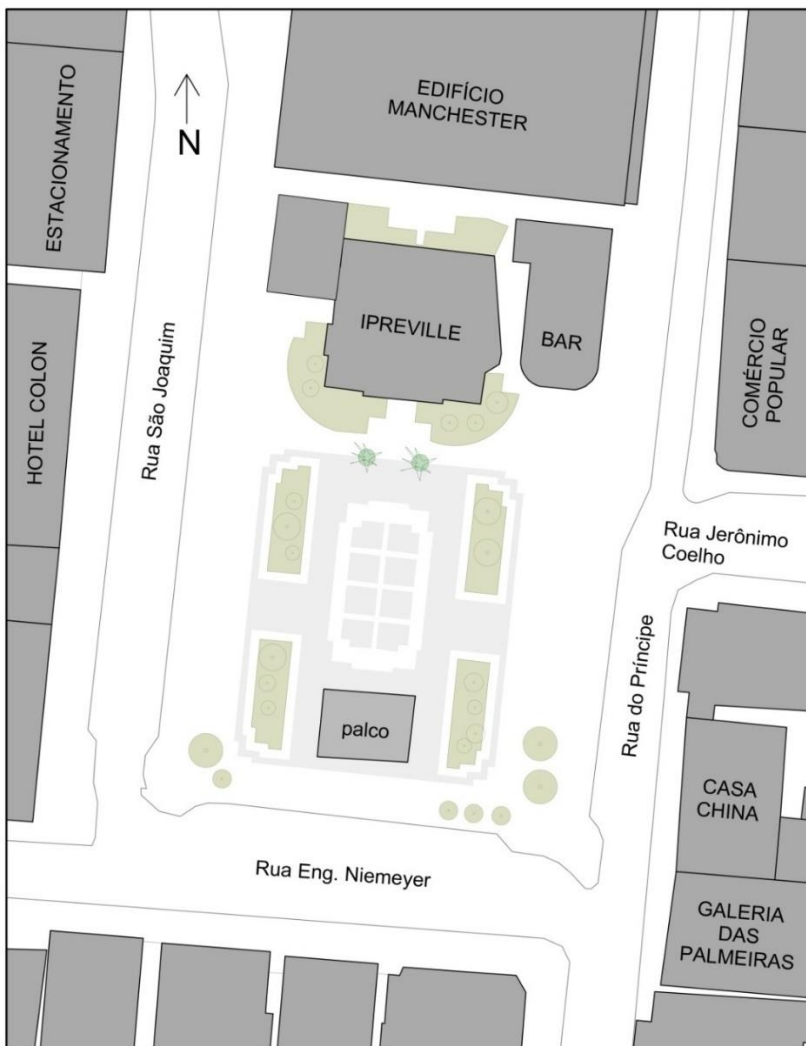 EDIFÍCIO
MANCHESTER
ESTACIONAMENTO
N
IPREVILLE
BAR
COMÉRCIO
POPULAR
HOTEL COLON
Rua São Joaquim
Rua Jerônimo
Coelho
Rua do Príncipe
palco
CASA
CHINA
Rua Eng. Niemeyer
GALERIA
DAS
PALMEIRAS